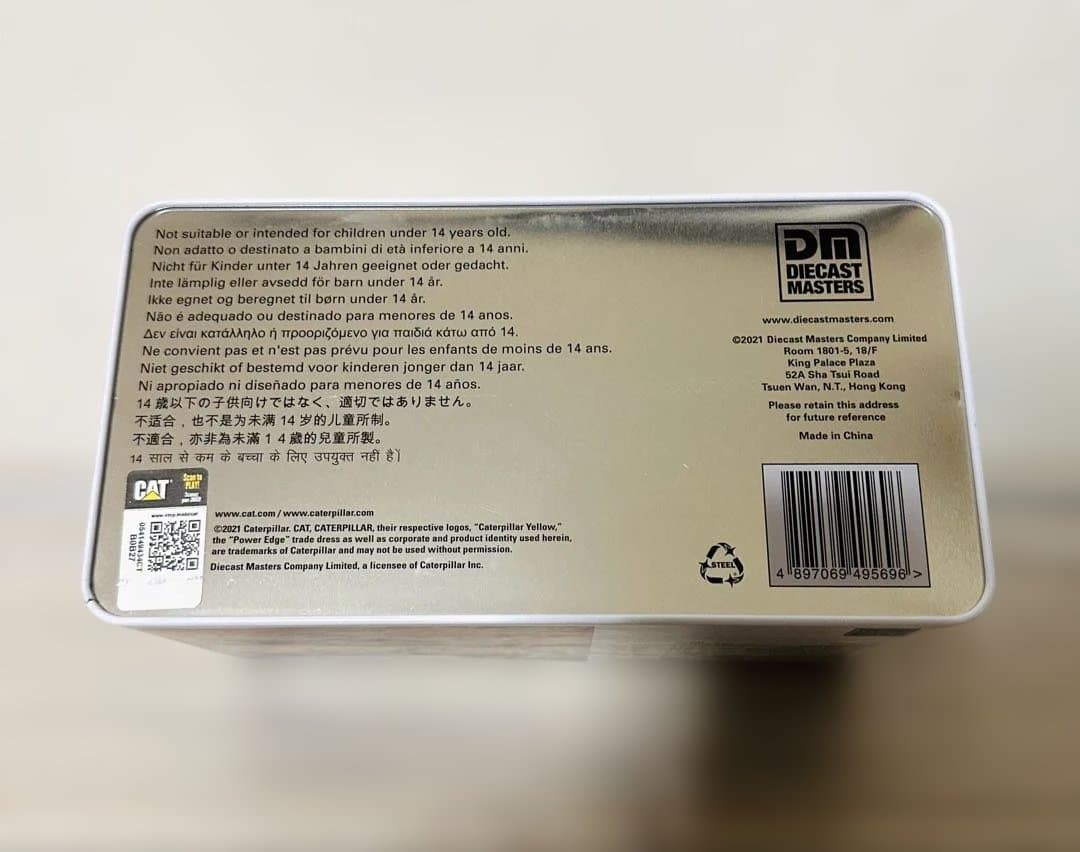 Not suitable or intended for children under 14 years old.
Non adatto o destinato a bambini di età inferiore a 14 anni.
Nicht für Kinder unter 14 Jahren geeignet oder gedacht.
Inte lämplig eller avsedd för barn under 14 år.
Ikke egnet og beregnet til børn under 14 år.
Não é adequado ou destinado para menores de 14 anos.
Δεν είναι κατάλληλο ή προοριζόμενο για παιδιά κάτω από 14.
Ne convient pas et n'est pas prévu pour les enfants de moins de 14 ans.
Niet geschikt of bestemd voor kinderen jonger dan 14 jaar.
Ni apropiado ni diseñado para menores de 14 años.
14 歳以下の子供向けではなく、適切ではありません。
不适合，也不是为未满 14 岁的儿童所制。
不適合，亦非為未滿 1 4 歲的兒童所製。
14 साल से कम के बच्चा के लिए उपयुक्त नहीं है।
CAT
Scan to
PLAY!
B0B27
www.cat.com / www.caterpillar.com
©2021 Caterpillar. CAT, CATERPILLAR, their respective logos, "Caterpillar Yellow,"
the "Power Edge" trade dress as well as corporate and product identity used herein,
are trademarks of Caterpillar and may not be used without permission.
Diecast Masters Company Limited, a licensee of Caterpillar Inc.
DM
DIECAST
MASTERS
www.diecastmasters.com
©2021 Diecast Masters Company Limited
Room 1801-5, 18/F
King Palace Plaza
52A Sha Tsui Road
Tsuen Wan, N.T., Hong Kong
Please retain this address
for future reference
Made in China
STEEL
4 897069 495696 >